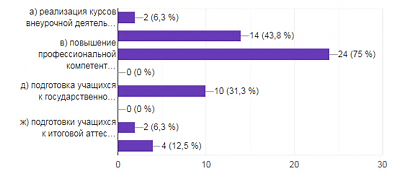 а) реализация курсов
внеурочной деятель…
2 (6,3 %)
14 (43,8 %)
в) повышение
профессиональной
компетент…
24 (75 %)
0 (0 %)
д) подготовка учащихся
к государственно…
10 (31,3 %)
0 (0 %)
ж) подготовки учащихся
к итоговой аттес…
2 (6,3 %)
4 (12,5 %)
0 10 20 30